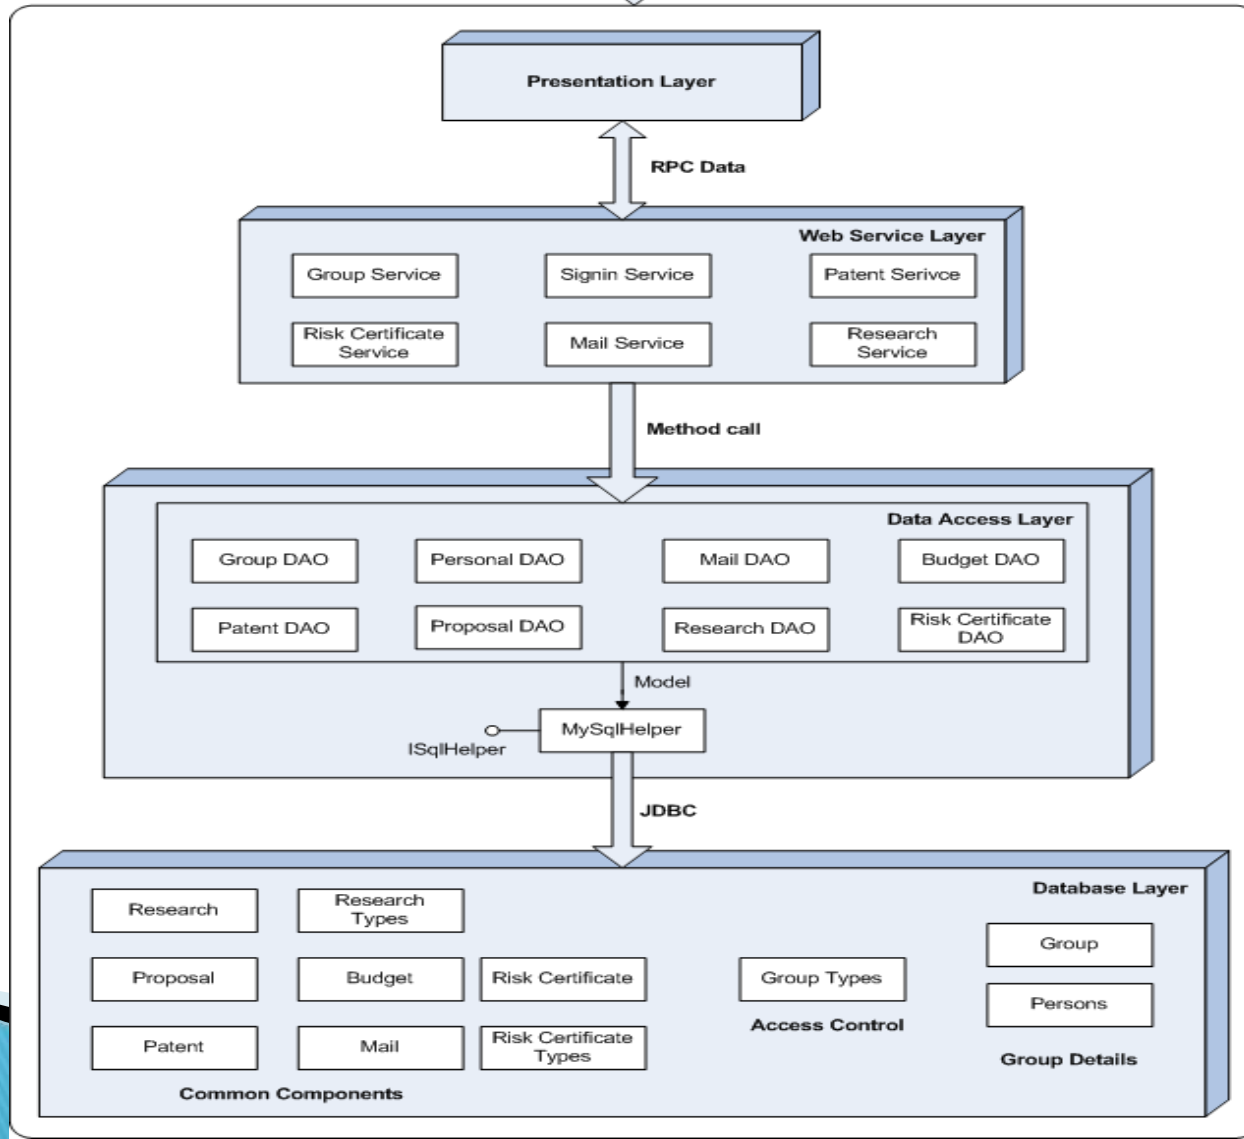 Presentation Layer
RPC Data
Web Service Layer
Group Service
Signin Service
Patent Serivce
Risk Certificate
Service
Mail Service
Research
Service
Method call
Data Access Layer
Group DAO
Personal DAO
Mail DAO
Budget DAO
Patent DAO
Proposal DAO
Research DAO
Risk Certificate
DAO
Model
MySqlHelper
ISqlHelper
JDBC
Database Layer
Research
Research
Types
Group
Proposal
Budget
Risk Certificate
Group Types
Persons
Access Control
Patent
Mail
Risk Certificate
Types
Group Details
Common Components